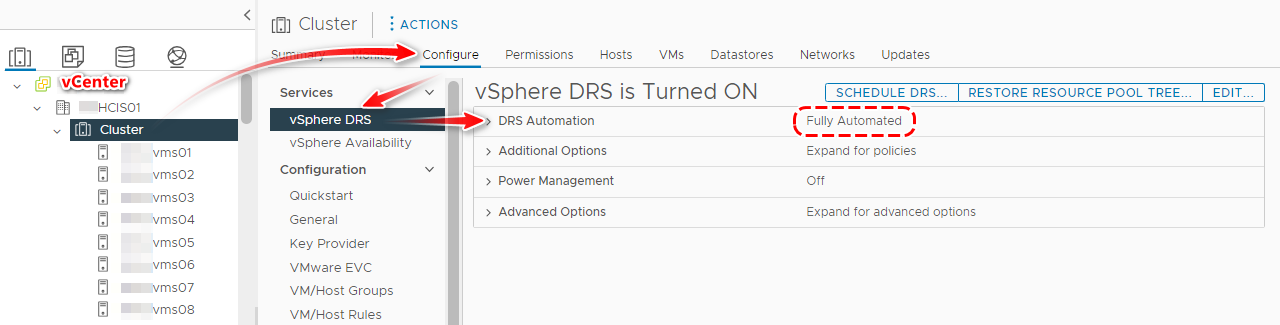 Cluster
ACTIONS
Summary Monitor Configure Permissions Hosts VMs Datastores Networks Updates
vCenter
HCIS01
Cluster
vms01
vms02
vms03
vms04
vms05
vms06
vms07
vms08
Services
vSphere DRS
vSphere Availability
Configuration
Quickstart
General
Key Provider
VMware EVC
VM/Host Groups
VM/Host Rules
vSphere DRS is Turned ON
SCHEDULE DRS... RESTORE RESOURCE POOL TREE... EDIT...
DRS Automation Fully Automated
Additional Options Expand for policies
Power Management Off
Advanced Options Expand for advanced options